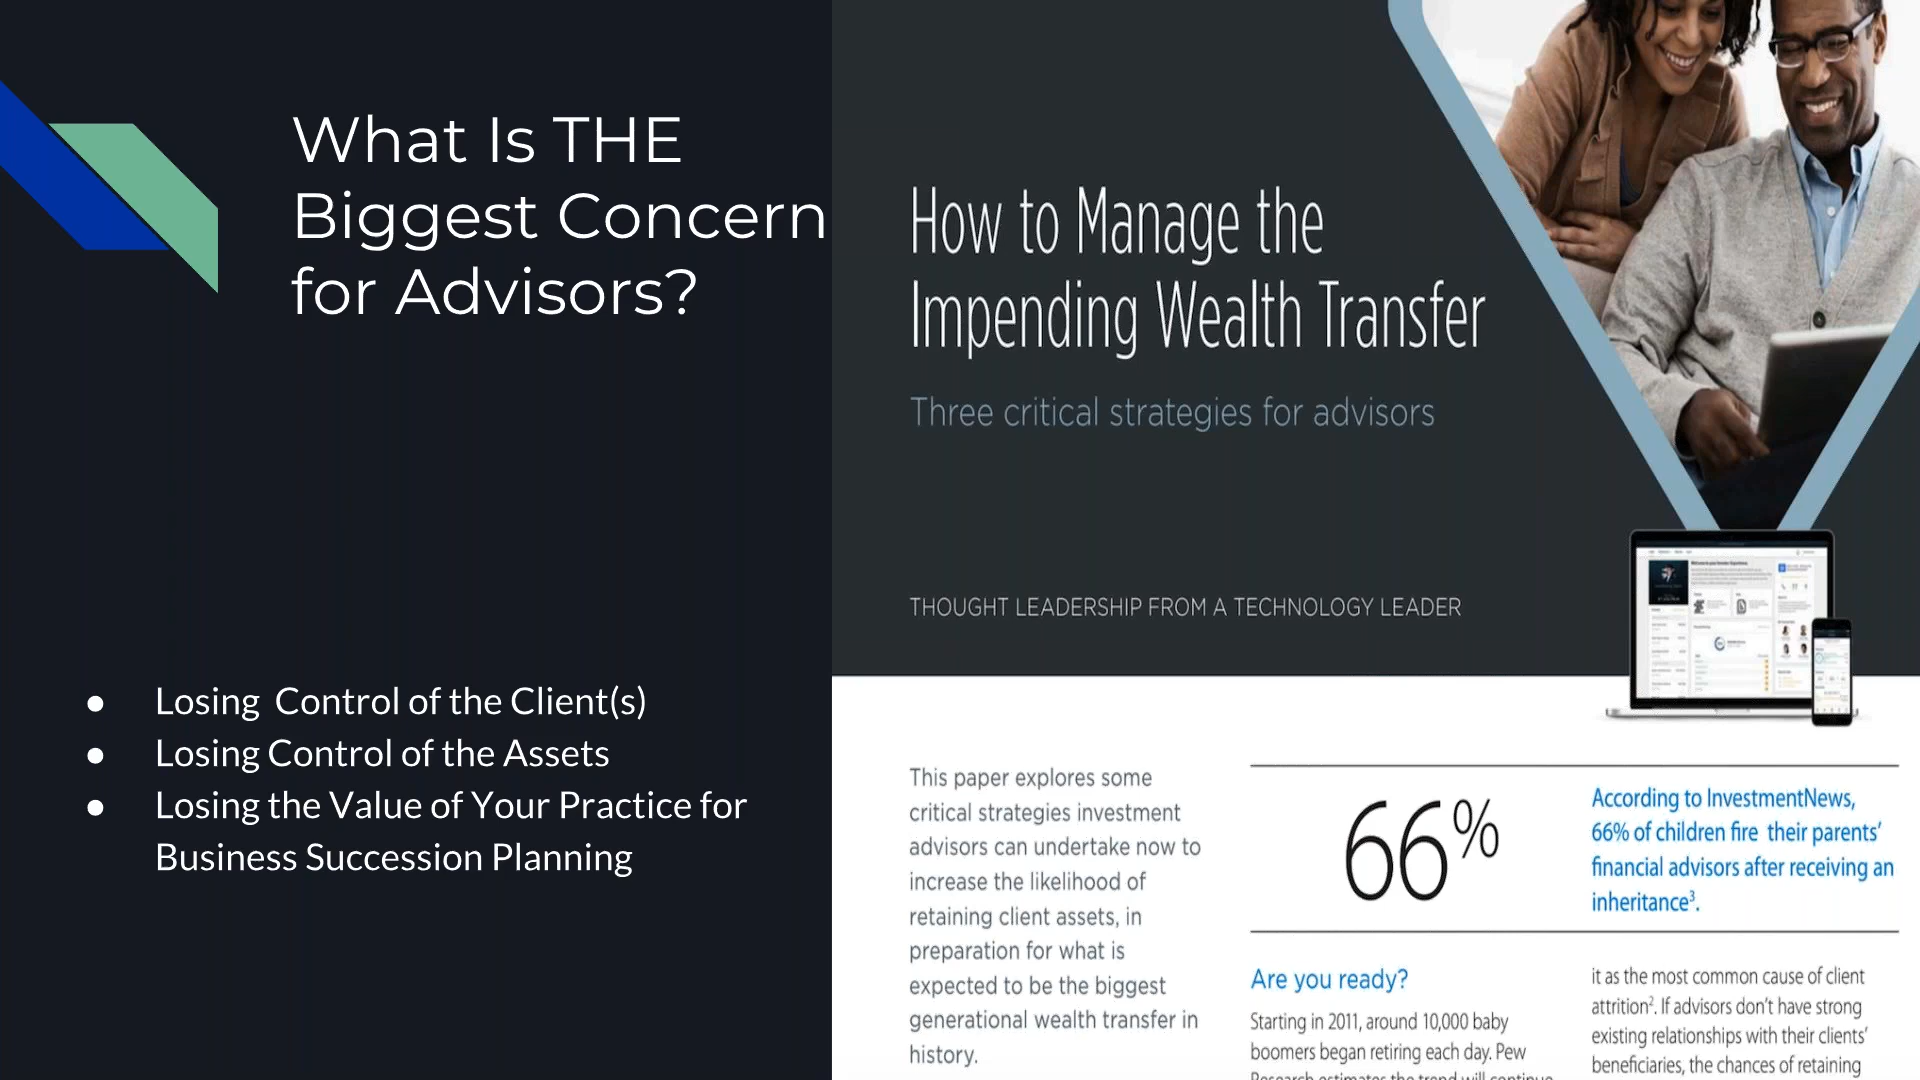 What Is THE
Biggest Concern
for Advisors?
● Losing  Control of the Client(s)
● Losing Control of the Assets
● Losing the Value of Your Practice for
Business Succession Planning
How to Manage the
Impending Wealth Transfer
Three critical strategies for advisors
THOUGHT LEADERSHIP FROM A TECHNOLOGY LEADER
This paper explores some
critical strategies investment
advisors can undertake now to
increase the likelihood of
retaining client assets, in
preparation for what is
expected to be the biggest
generational wealth transfer in
history.
66%
According to InvestmentNews,
66% of children fire  their parents’
financial advisors after receiving an
inheritance³.
Are you ready?
Starting in 2011, around 10,000 baby
boomers began retiring each day. Pew
Research estimates the trend will continue
it as the most common cause of client
attrition². If advisors don’t have strong
existing relationships with their clients’
beneficiaries, the chances of retaining